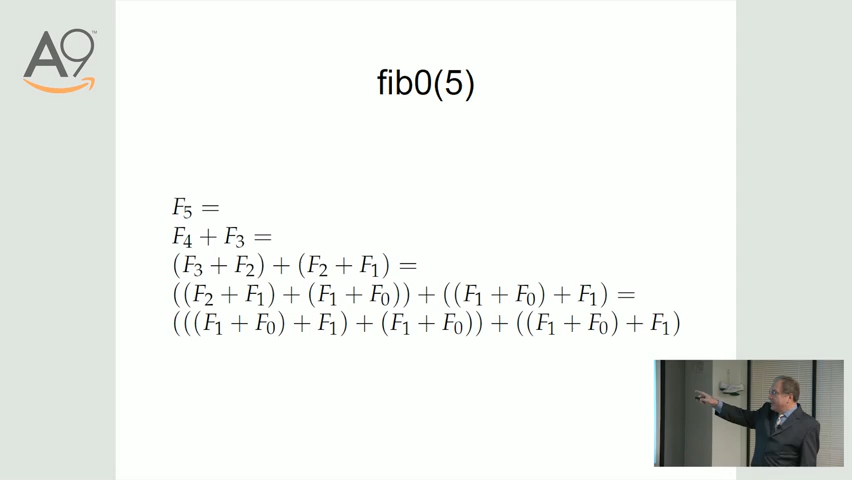 A9™
fib0(5)
F₅ =
F₄ + F₃ =
(F₃ + F₂) + (F₂ + F₁) =
((F₂ + F₁) + (F₁ + F₀)) + ((F₁ + F₀) + F₁) =
(((F₁ + F₀) + F₁) + (F₁ + F₀)) + ((F₁ + F₀) + F₁)